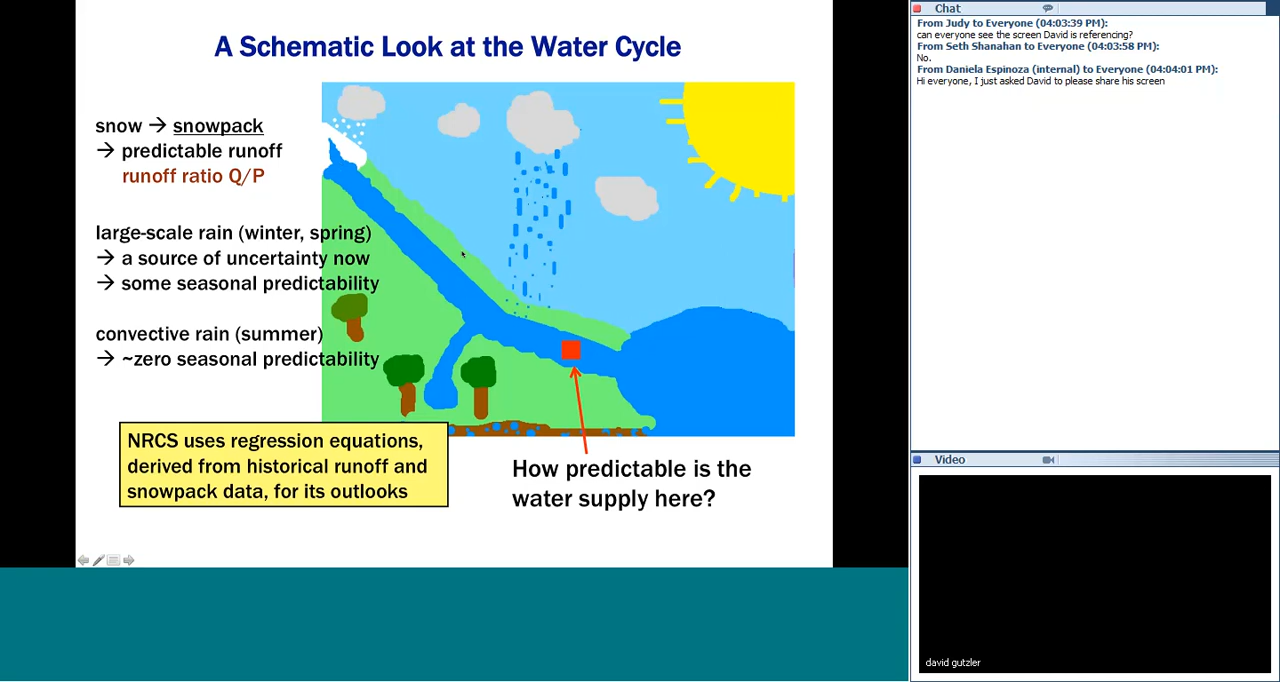 A Schematic Look at the Water Cycle
snow → snowpack
→ predictable runoff
runoff ratio Q/P
large-scale rain (winter, spring)
→ a source of uncertainty now
→ some seasonal predictability
convective rain (summer)
→ ~zero seasonal predictability
NRCS uses regression equations,
derived from historical runoff and
snowpack data, for its outlooks
How predictable is the
water supply here?
Chat
From Judy to Everyone (04:03:39 PM):
can everyone see the screen David is referencing?
From Seth Shanahan to Everyone (04:03:58 PM):
No.
From Daniela Espinoza (internal) to Everyone (04:04:01 PM):
Hi everyone, I just asked David to please share his screen
Video
david gutzler